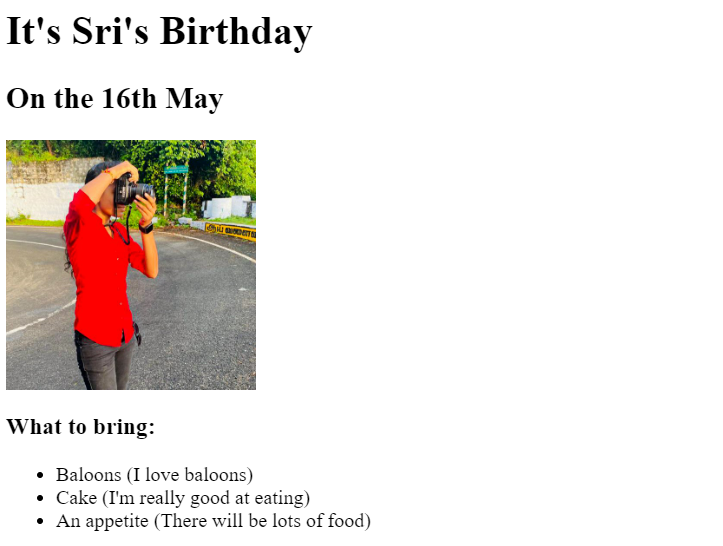 It's Sri's Birthday
On the 16th May
What to bring:
Baloons (I love baloons)
Cake (I'm really good at eating)
An appetite (There will be lots of food)